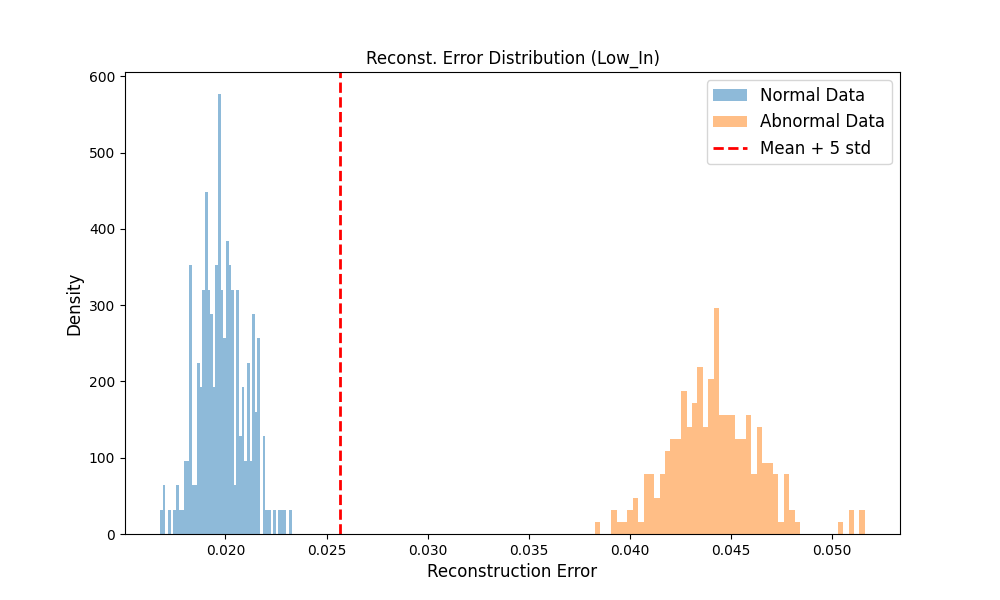 Reconst. Error Distribution (Low_In)
Normal Data
Abnormal Data
Mean + 5 std
600
500
400
300
200
100
0
Density
0.020 0.025 0.030 0.035 0.040 0.045 0.050
Reconstruction Error